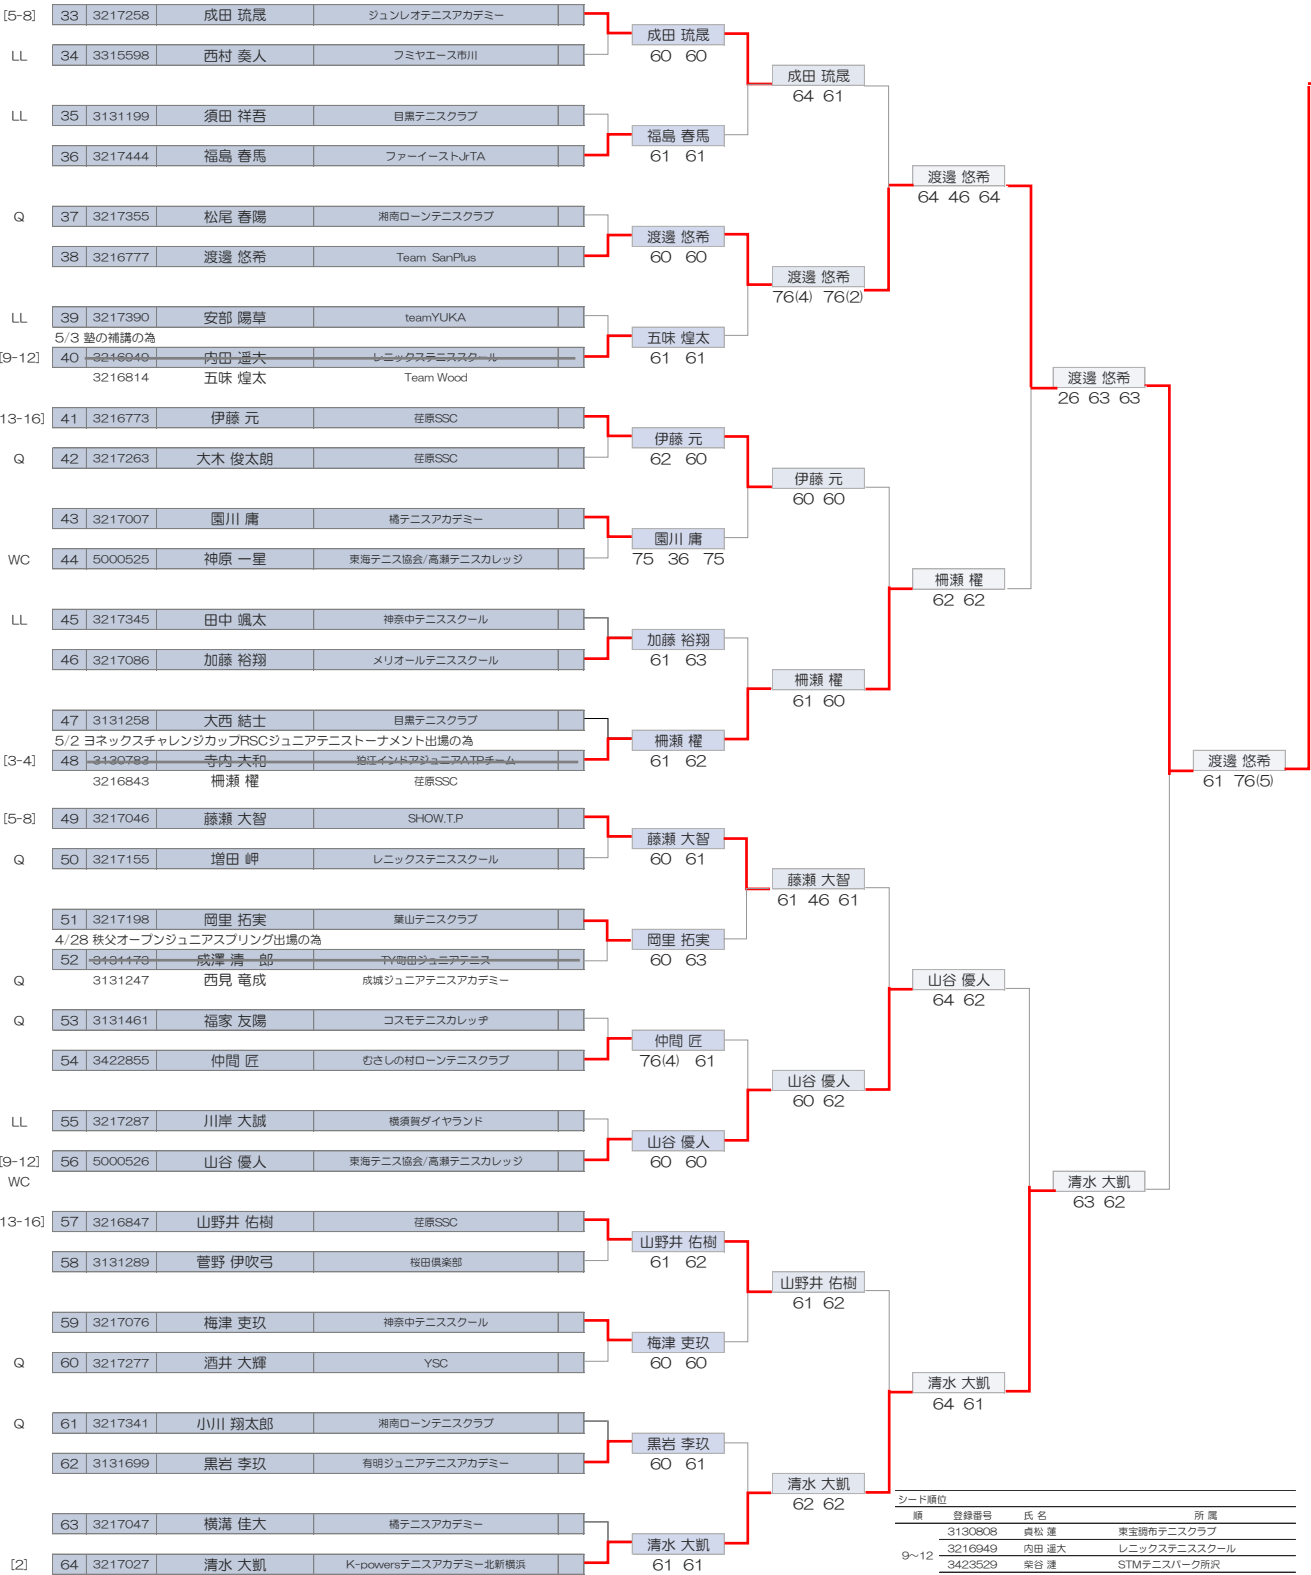 [5-8] 33 3217258 成田 琉晟 ジュンレオテニスアカデミー
成田 琉晟
60 60
LL 34 3315598 西村 奏人 フミヤエース市川
成田 琉晟
64 61
LL 35 3131199 須田 祥吾 目黒テニスクラブ
福島 春馬
61 61
36 3217444 福島 春馬 ファーイーストJrTA
渡邊 悠希
64 46 64
Q 37 3217355 松尾 春陽 湘南ローンテニスクラブ
渡邊 悠希
60 60
38 3216777 渡邊 悠希 Team SanPlus
渡邊 悠希
76(4) 76(2)
LL 39 3217390 安部 陽草 teamYUKA
5/3 塾の補講の為
五味 煌太
61 61
[9-12] 40 3216949 内田 遥大 レニックステニススクール
3216814 五味 煌太 Team Wood
渡邊 悠希
26 63 63
13-16] 41 3216773 伊藤 元 荏原SSC
伊藤 元
62 60
Q 42 3217263 大木 俊太朗 荏原SSC
伊藤 元
60 60
43 3217007 園川 庸 橘テニスアカデミー
園川 庸
75 36 75
WC 44 5000525 神原 一星 東海テニス協会/高瀬テニスカレッジ
柵瀬 櫂
62 62
LL 45 3217345 田中 颯太 神奈中テニススクール
加藤 裕翔
61 63
46 3217086 加藤 裕翔 メリオールテニススクール
柵瀬 櫂
61 60
47 3131258 大西 結士 目黒テニスクラブ
5/2 ヨネックスチャレンジカップRSCジュニアテニストーナメント出場の為
柵瀬 櫂
61 62
[3-4] 48 3130783 寺内 大和 狛江インドアジュニアATPチーム
3216843 柵瀬 櫂 荏原SSC
渡邊 悠希
61 76(5)
[5-8] 49 3217046 藤瀬 大智 SHOW.T.P
藤瀬 大智
60 61
Q 50 3217155 増田 岬 レニックステニススクール
藤瀬 大智
61 46 61
51 3217198 岡里 拓実 葉山テニスクラブ
4/28 秩父オープンジュニアスプリング出場の為
岡里 拓実
60 63
52 3131173 成澤 清一郎 TY町田ジュニアテニス
Q 3131247 西見 竜成 成城ジュニアテニスアカデミー
山谷 優人
64 62
Q 53 3131461 福家 友陽 コスモテニスカレッヂ
仲間 匠
76(4) 61
54 3422855 仲間 匠 むさしの村ローンテニスクラブ
山谷 優人
60 62
LL 55 3217287 川岸 大誠 横須賀ダイヤランド
山谷 優人
60 60
[9-12] 56 5000526 山谷 優人 東海テニス協会/高瀬テニスカレッジ
WC
清水 大凱
63 62
13-16] 57 3216847 山野井 佑樹 荏原SSC
山野井 佑樹
61 62
58 3131289 菅野 伊吹弓 桜田倶楽部
山野井 佑樹
61 62
59 3217076 梅津 吏玖 神奈中テニススクール
梅津 吏玖
60 60
Q 60 3217277 酒井 大輝 YSC
清水 大凱
64 61
Q 61 3217341 小川 翔太郎 湘南ローンテニスクラブ
黒岩 李玖
60 61
62 3131699 黒岩 李玖 有明ジュニアテニスアカデミー
清水 大凱
62 62
63 3217047 横溝 佳大 橘テニスアカデミー
清水 大凱
61 61
[2] 64 3217027 清水 大凱 K-powersテニスアカデミー北新横浜
シード順位
順 登録番号 氏 名 所 属
3130808 貞松 蓮 東宝調布テニスクラブ
9～12 3216949 内田 遥大 レニックステニススクール
3423529 柴谷 漣 STMテニスパーク所沢